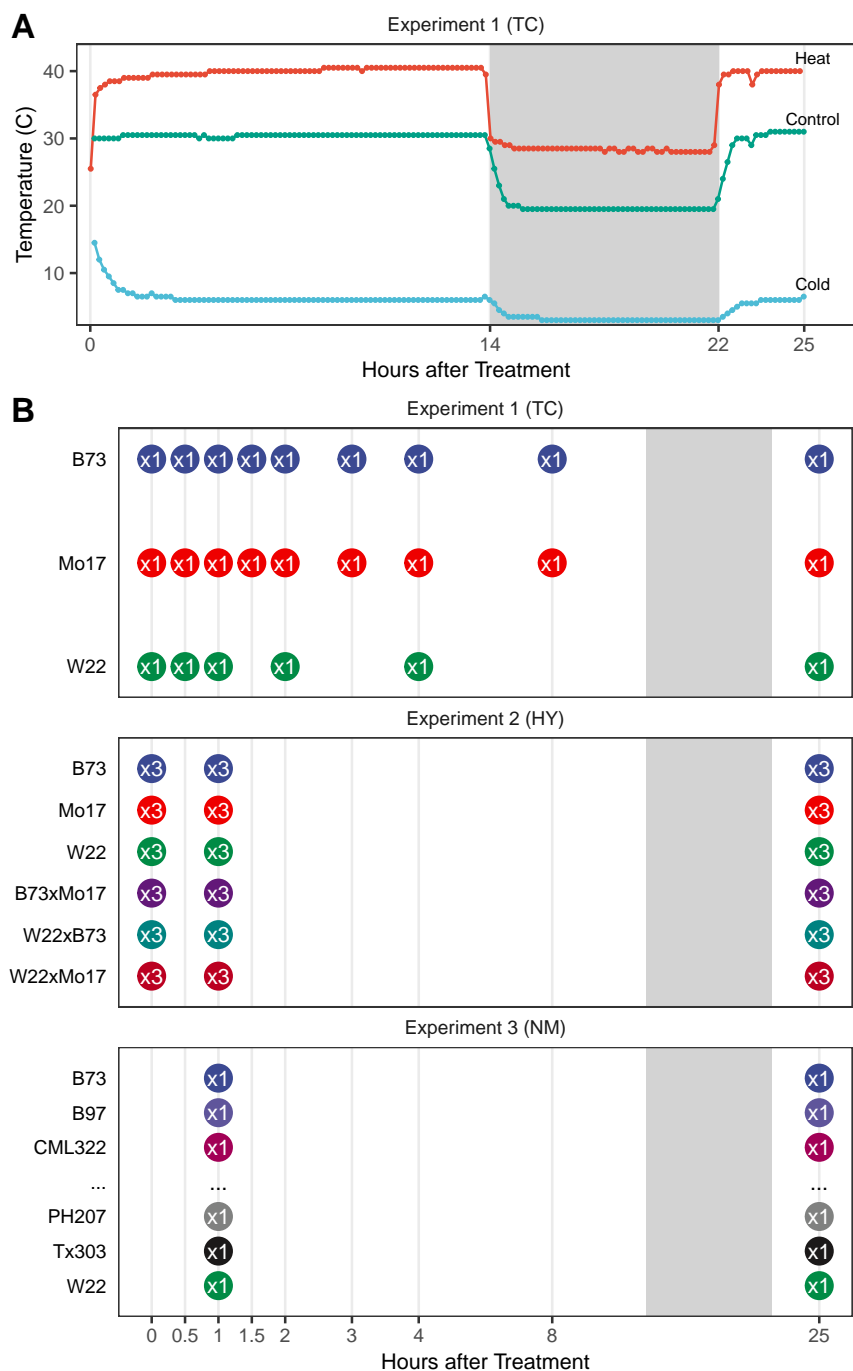 A
Experiment 1 (TC)
Temperature (C)
40
30
20
10
Heat
Control
Cold
0 14 22 25
Hours after Treatment
B
Experiment 1 (TC)
B73 x1 x1 x1 x1 x1 x1 x1 x1 x1
Mo17 x1 x1 x1 x1 x1 x1 x1 x1 x1
W22 x1 x1 x1 x1 x1 x1
Experiment 2 (HY)
B73 x3 x3 x3
Mo17 x3 x3 x3
W22 x3 x3 x3
B73xMo17 x3 x3 x3
W22xB73 x3 x3 x3
W22xMo17 x3 x3 x3
Experiment 3 (NM)
B73 x1 x1
B97 x1 x1
CML322 x1 x1
... ... ...
PH207 x1 x1
Tx303 x1 x1
W22 x1 x1
0 0.5 1 1.5 2 3 4 8 25
Hours after Treatment